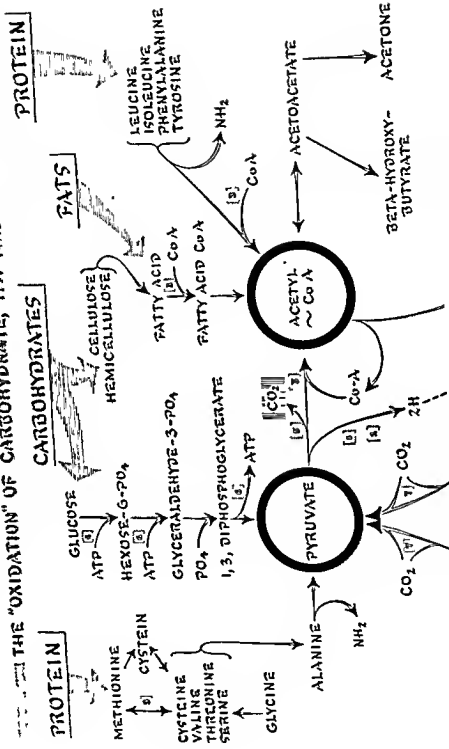 THE "OXIDATION" OF CARBOHYDRATE,
PROTEIN
CARBOHYDRATES
FATS
PROTEIN
METHIONINE
CYSTEIN
CYSTEINE
VALINE
THREONINE
SERINE
GLYCINE
ALANINE
NH2
GLUCOSE
ATP
HEXOSE-6-PO4
ATP
GLYCERALDEHYDE-3-PO4
PO4
1,3, DIPHOSPHOGLYCERATE
ATP
PYRUVATE
CO2
CO2
CELLULOSE
HEMICELLULOSE
FATTY ACID
CoA
FATTY ACID CoA
LEUCINE
ISOLEUCINE
PHENYLALANINE
TYROSINE
NH2
CoA
CO2
ACETYL
~ CoA
Co-A
2H
ACETOACETATE
BETA-HYDROXY-
BUTYRATE
ACETONE